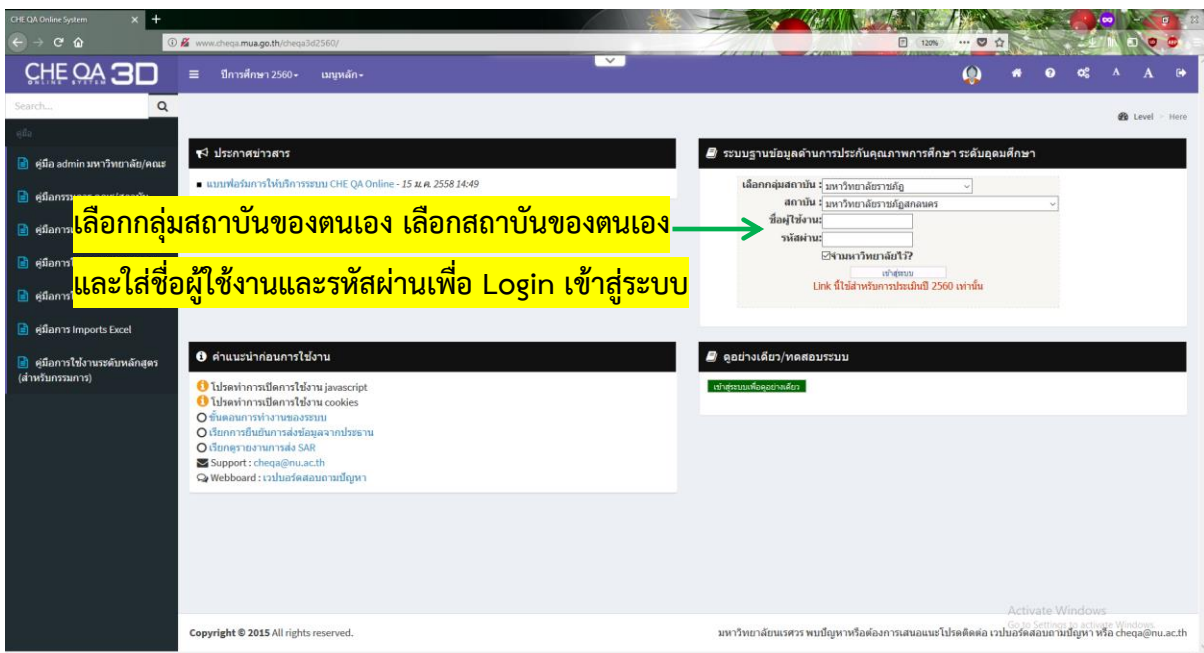 CHE QA Online System
www.cheqa.mua.go.th/cheqa3d2560/
120%
CHE QA 3D
ONLINE SYSTEM
ปีการศึกษา 2560
เมนูหลัก
A A
Search...
Level > Here
คู่มือ
คู่มือ admin มหาวิทยาลัย/คณะ
คู่มือการ
คู่มือการ
คู่มือการ
คู่มือการ Imports Excel
คู่มือการใช้งานระดับหลักสูตร
(สำหรับกรรมการ)
ประกาศข่าวสาร
แบบฟอร์มการให้บริการระบบ CHE QA Online - 15 ม.ค. 2558 14:49
ระบบฐานข้อมูลด้านการประกันคุณภาพการศึกษา ระดับอุดมศึกษา
เลือกกลุ่มสถาบัน : มหาวิทยาลัยราชภัฏ
สถาบัน : มหาวิทยาลัยราชภัฏสกลนคร
ชื่อผู้ใช้งาน:
รหัสผ่าน:
จำมหาวิทยาลัยไว้?
เข้าสู่ระบบ
Link นี้ใช้สำหรับการประเมินปี 2560 เท่านั้น
เลือกกลุ่มสถาบันของตนเอง เลือกสถาบันของตนเอง
และใส่ชื่อผู้ใช้งานและรหัสผ่านเพื่อ Login เข้าสู่ระบบ
คำแนะนำก่อนการใช้งาน
โปรดทำการเปิดการใช้งาน javascript
โปรดทำการเปิดการใช้งาน cookies
ขั้นตอนการทำงานของระบบ
เรียกการยืนยันการส่งข้อมูลจากประธาน
เรียกดูรายงานการส่ง SAR
Support : cheqa@nu.ac.th
Webboard : เวปบอร์ดสอบถามปัญหา
ดูอย่างเดียว/ทดสอบระบบ
เข้าสู่ระบบเพื่อดูอย่างเดียว
Activate Windows
Go to Settings to activate Windows.
Copyright © 2015 All rights reserved.
มหาวิทยาลัยนเรศวร พบปัญหาหรือต้องการเสนอแนะโปรดติดต่อ เวปบอร์ดสอบถามปัญหา หรือ cheqa@nu.ac.th